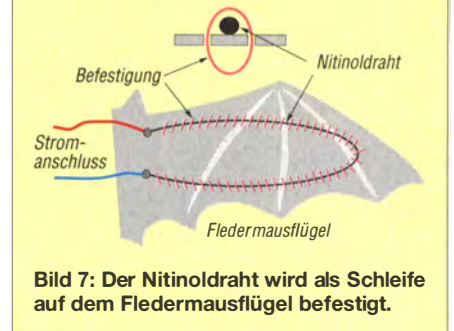 Nitinoldraht
Befestigung
Strom-
anschluss
Fledermausflügel
Bild 7: Der Nitinoldraht wird als Schleife
auf dem Fledermausflügel befestigt.